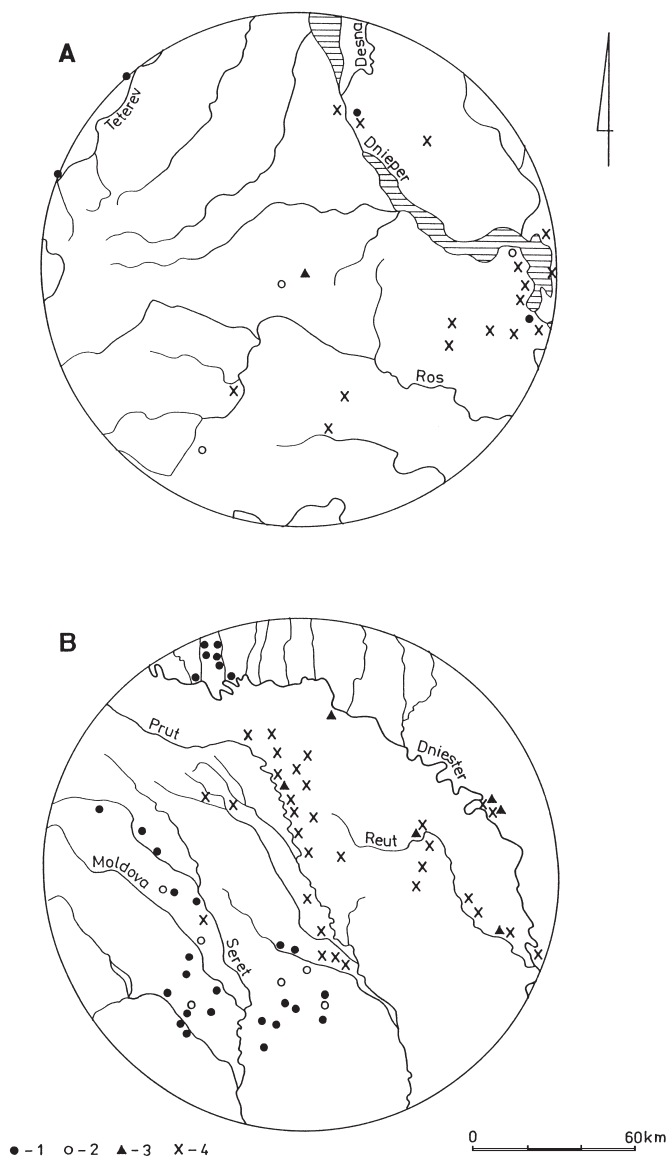 A
Desna
Teterev
Dnieper
Ros
B
Prut
Dniester
Reut
Moldova
Seret
●-1 ○-2 ▲-3 X-4
0 60km